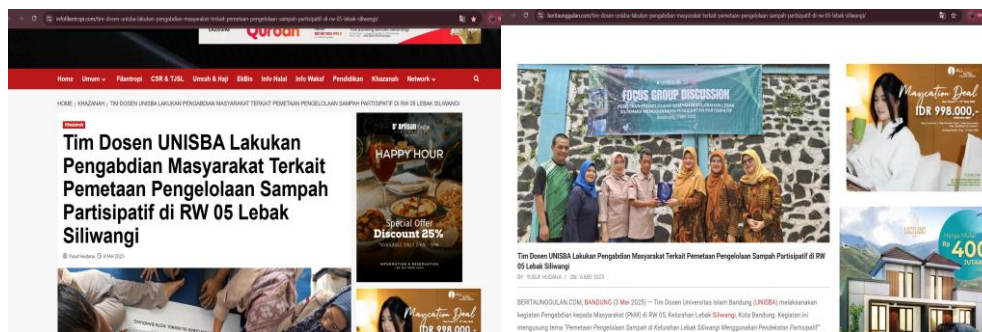 infofilantropi.com/tim-dosen-unisba-lakukan-pengabdian-masyarakat-terkait-pemetaan-pengelolaan-sampah-partisipatif-di-rw-05-lebak-siliwangi/
Quroan
Home Umum Filantropi CSR & TJSL Umrah & Haji EkBis Info Halal Info Wakaf Pendidikan Khazanah Network
HOME / KHAZANAH / TIM DOSEN UNISBA LAKUKAN PENGABDIAN MASYARAKAT TERKAIT PEMETAAN PENGELOLAAN SAMPAH PARTISIPATIF DI RW 05 LEBAK SILIWANGI
Khazanah
Tim Dosen UNISBA Lakukan
Pengabdian Masyarakat Terkait
Pemetaan Pengelolaan Sampah
Partisipatif di RW 05 Lebak
Siliwangi
Yusuf Hudana 4 Mei 2025
HAPPY HOUR
Special Offer
Discount 25%
INFORMATION & RESERVATION
Maycation Deal
IDR 998.000,-
beritaunggulan.com/tim-dosen-unisba-lakukan-pengabdian-masyarakat-terkait-pemetaan-pengelolaan-sampah-partisipatif-di-rw-05-lebak-siliwangi/
FOCUS GROUP DISCUSSION
Maycation Deal
IDR 998.000,-
Tim Dosen UNISBA Lakukan Pengabdian Masyarakat Terkait Pemetaan Pengelolaan Sampah Partisipatif di RW
05 Lebak Siliwangi
BY: YUSUF HUDANA / ON: 4 MEI 2025
BERITAUNGGULAN.COM, BANDUNG (3 Mei 2025) – Tim Dosen Universitas Islam Bandung (UNISBA) melaksanakan
kegiatan Pengabdian kepada Masyarakat (PkM) di RW 05, Kelurahan Lebak Siliwangi, Kota Bandung. Kegiatan ini
mengusung tema "Pemetaan Pengelolaan Sampah di Kelurahan Lebak Siliwangi Menggunakan Pendekatan Partisipatif"
Harga Mulai
Rp 400
JUTAAN